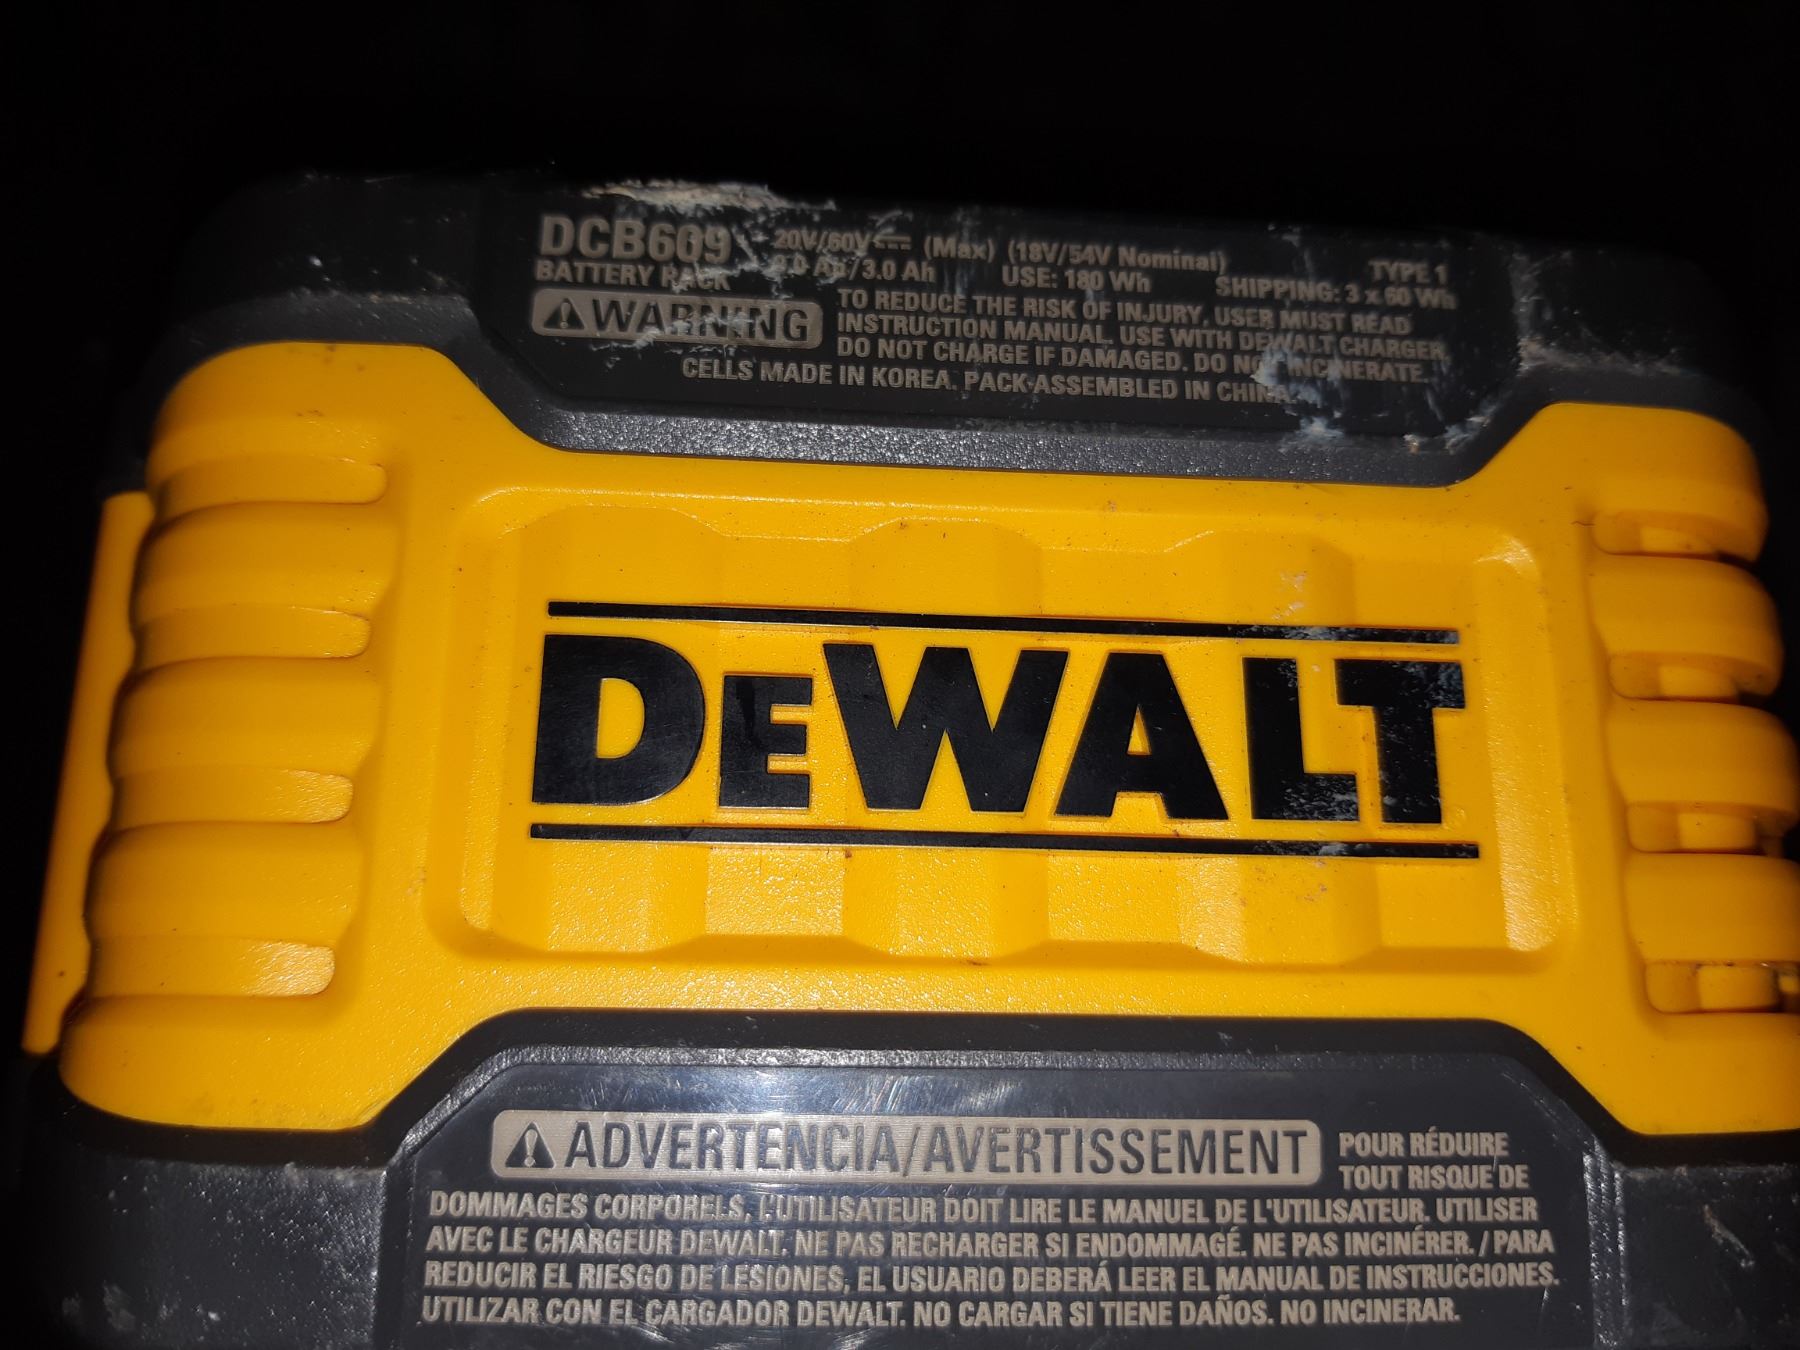 DCB609 20V/60V (Max) (18V/54V Nominal) TYPE 1
BATTERY PACK 9.0 Ah/3.0 Ah USE: 180 Wh SHIPPING: 3 x 60 Wh
WARNING TO REDUCE THE RISK OF INJURY, USER MUST READ
INSTRUCTION MANUAL. USE WITH DEWALT CHARGER.
DO NOT CHARGE IF DAMAGED. DO NOT INCINERATE.
CELLS MADE IN KOREA. PACK ASSEMBLED IN CHINA.
DEWALT
ADVERTENCIA/AVERTISSEMENT POUR RÉDUIRE
TOUT RISQUE DE
DOMMAGES CORPORELS, L'UTILISATEUR DOIT LIRE LE MANUEL DE L'UTILISATEUR. UTILISER
AVEC LE CHARGEUR DEWALT. NE PAS RECHARGER SI ENDOMMAGÉ. NE PAS INCINÉRER. / PARA
REDUCIR EL RIESGO DE LESIONES, EL USUARIO DEBERÁ LEER EL MANUAL DE INSTRUCCIONES.
UTILIZAR CON EL CARGADOR DEWALT. NO CARGAR SI TIENE DAÑOS. NO INCINERAR.